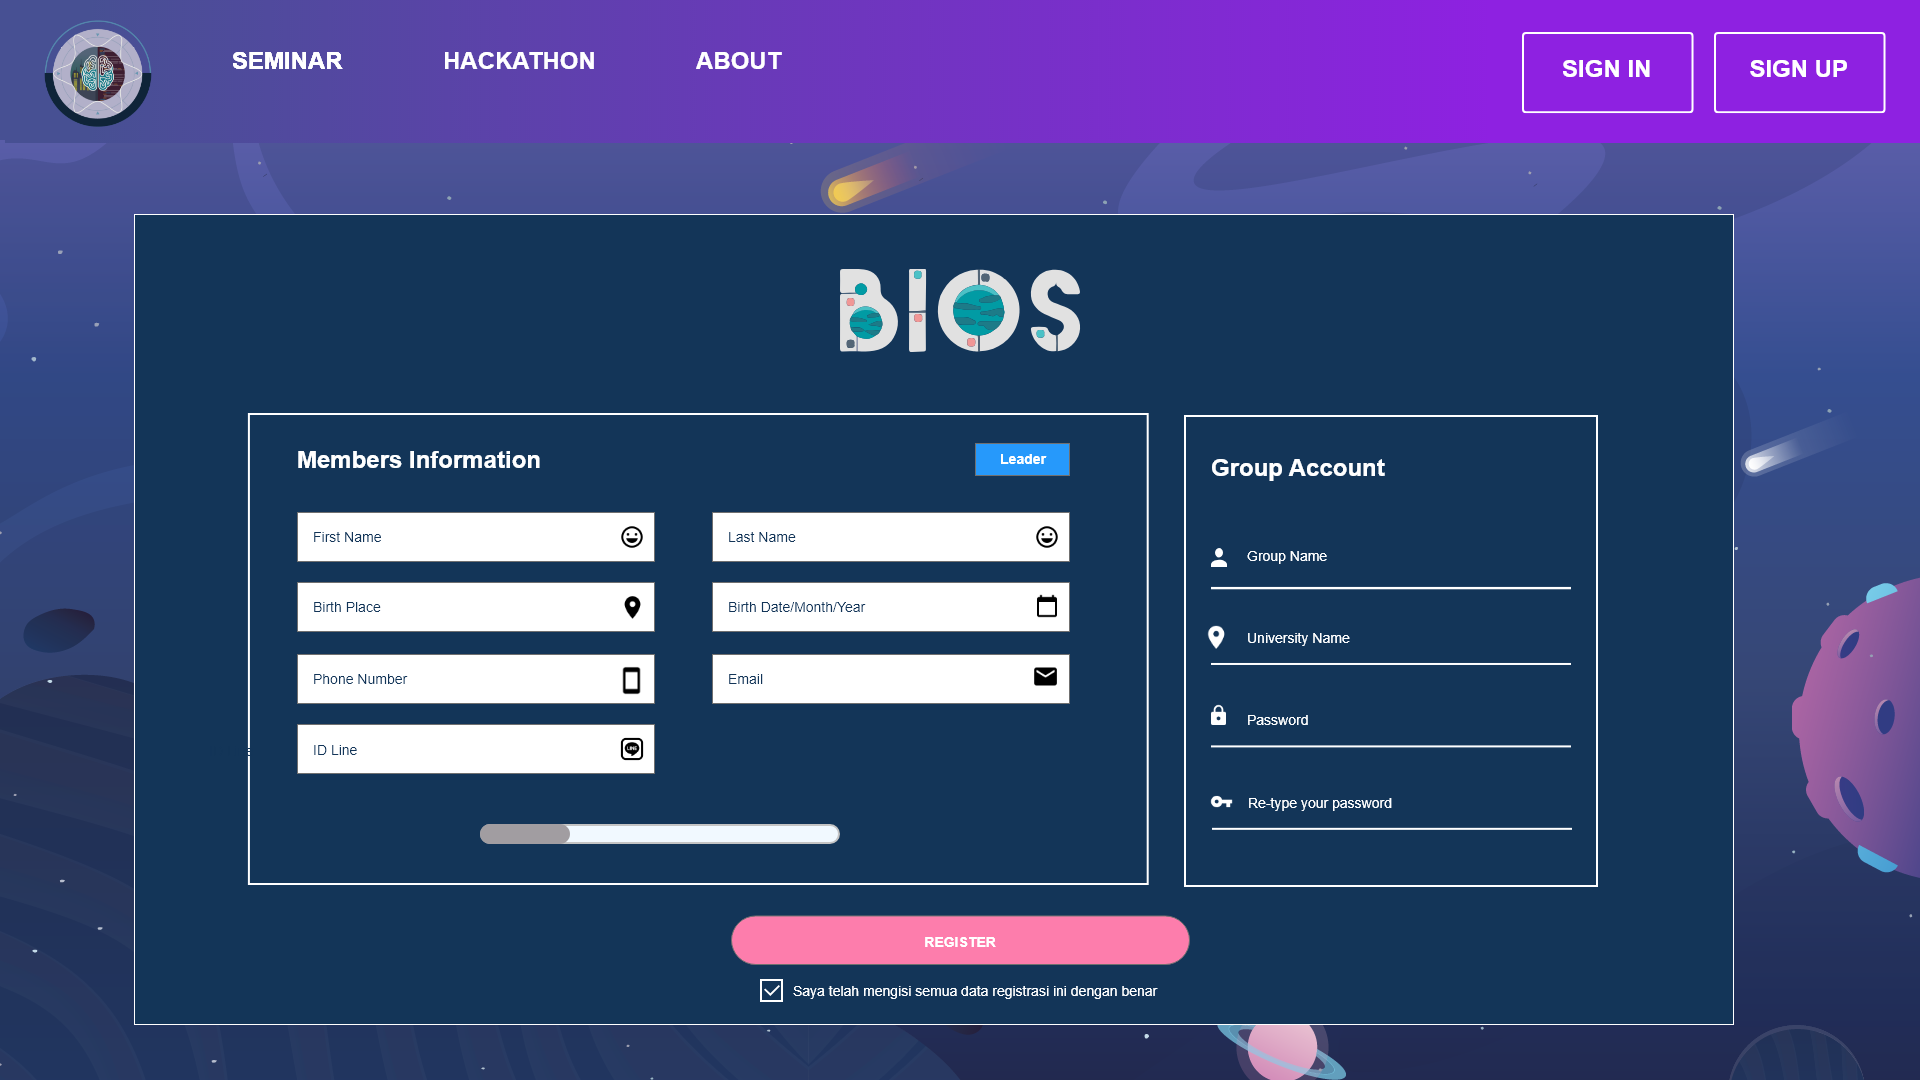 SEMINAR
HACKATHON
ABOUT
SIGN IN
SIGN UP
BIOS
Members Information
Leader
First Name
Last Name
Birth Place
Birth Date/Month/Year
Phone Number
Email
ID Line
LINE
Group Account
Group Name
University Name
Password
Re-type your password
REGISTER
Saya telah mengisi semua data registrasi ini dengan benar